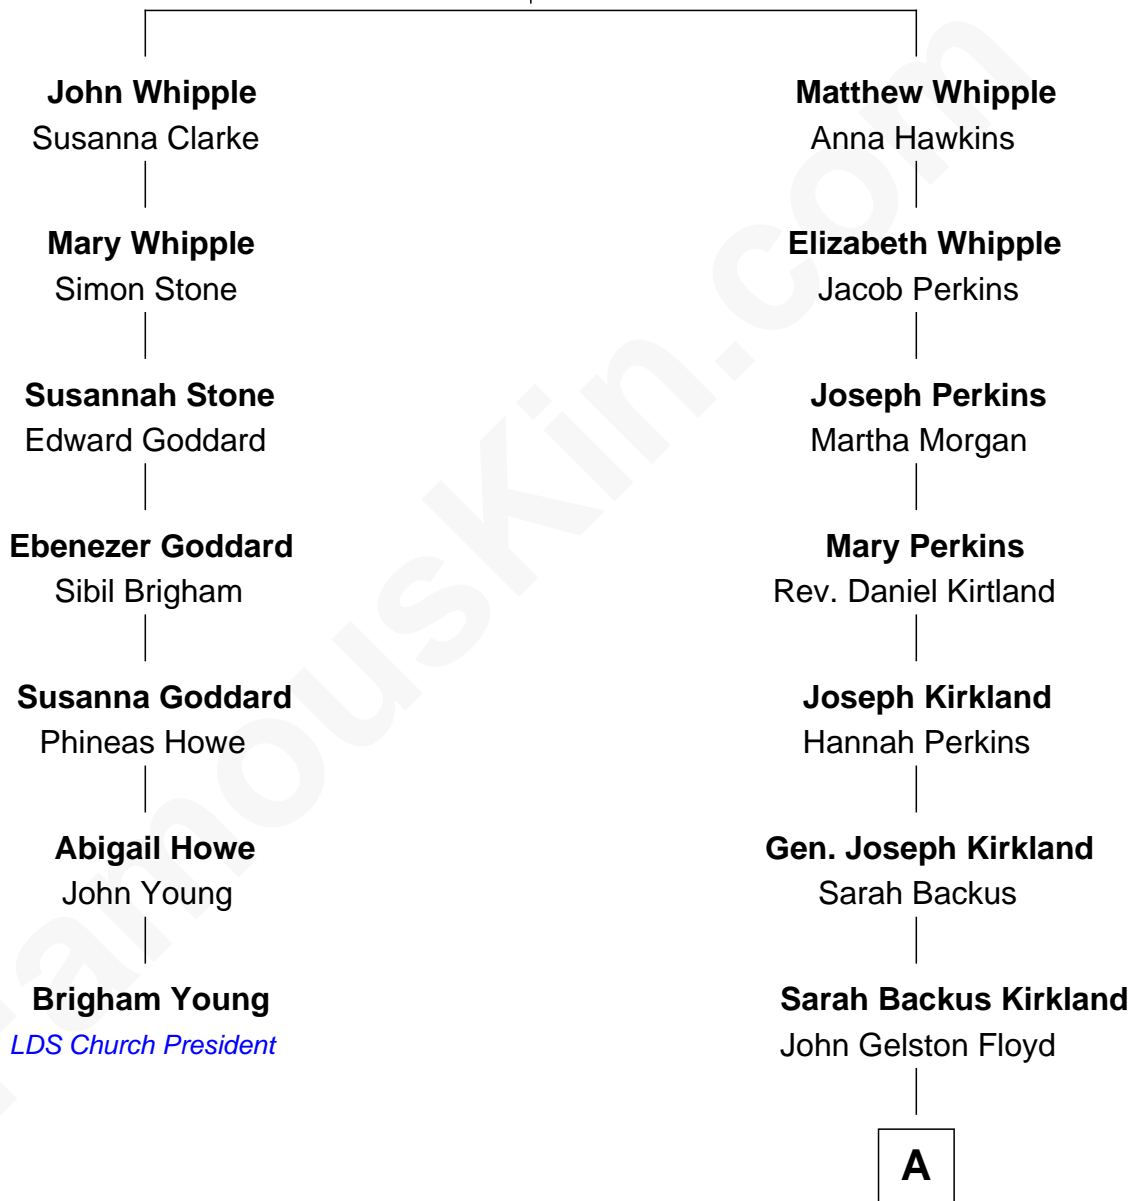 John Whipple
Susanna Clarke
Matthew Whipple
Anna Hawkins
Mary Whipple
Simon Stone
Elizabeth Whipple
Jacob Perkins
Susannah Stone
Edward Goddard
Joseph Perkins
Martha Morgan
Ebenezer Goddard
Sibil Brigham
Mary Perkins
Rev. Daniel Kirtland
Susanna Goddard
Phineas Howe
Joseph Kirkland
Hannah Perkins
Abigail Howe
John Young
Gen. Joseph Kirkland
Sarah Backus
Brigham Young
LDS Church President
Sarah Backus Kirkland
John Gelston Floyd
A
FamousKin.com